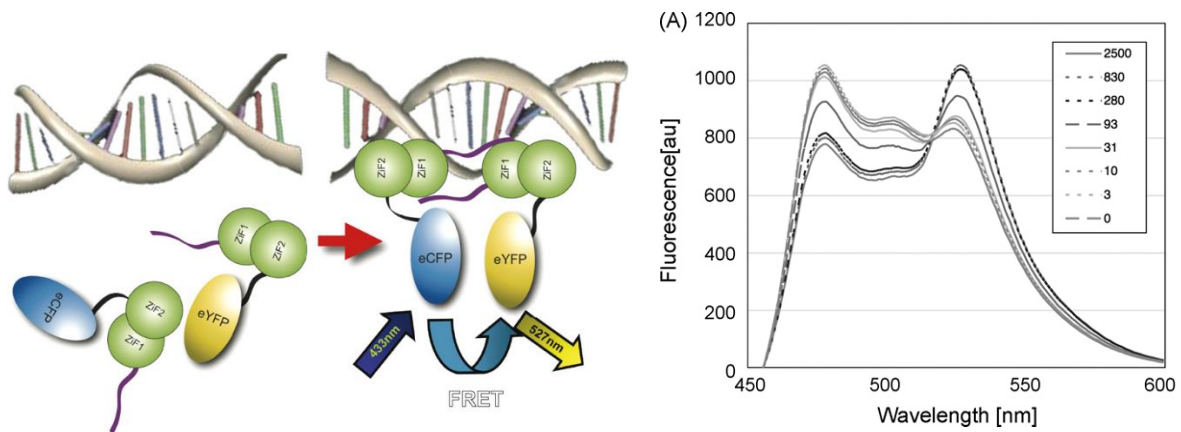 (A)
1200
1000
800
600
400
200
0
450
500
550
600
Fluorescence[au]
Wavelength [nm]
2500
830
280
93
31
10
3
0
ZiF2
ZiF1
ZiF1
ZiF2
ZiF1
ZiF2
eCFP
eYFP
ZiF2
ZiF1
eCFP
eYFP
433nm
527nm
FRET